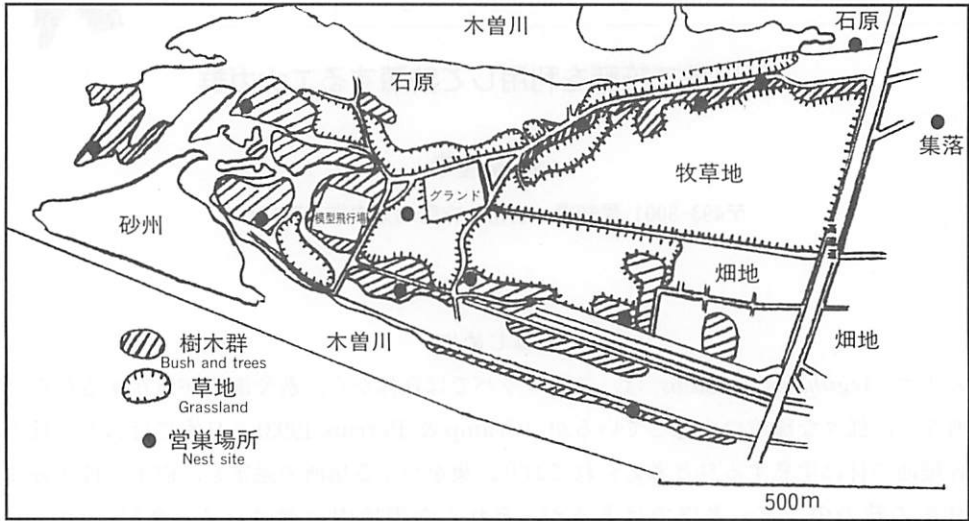 木曽川
石原
石原
集落
牧草地
グランド
模型飛行場
砂州
畑地
畑地
木曽川
樹木群
Bush and trees
草地
Grassland
営巣場所
Nest site
500m